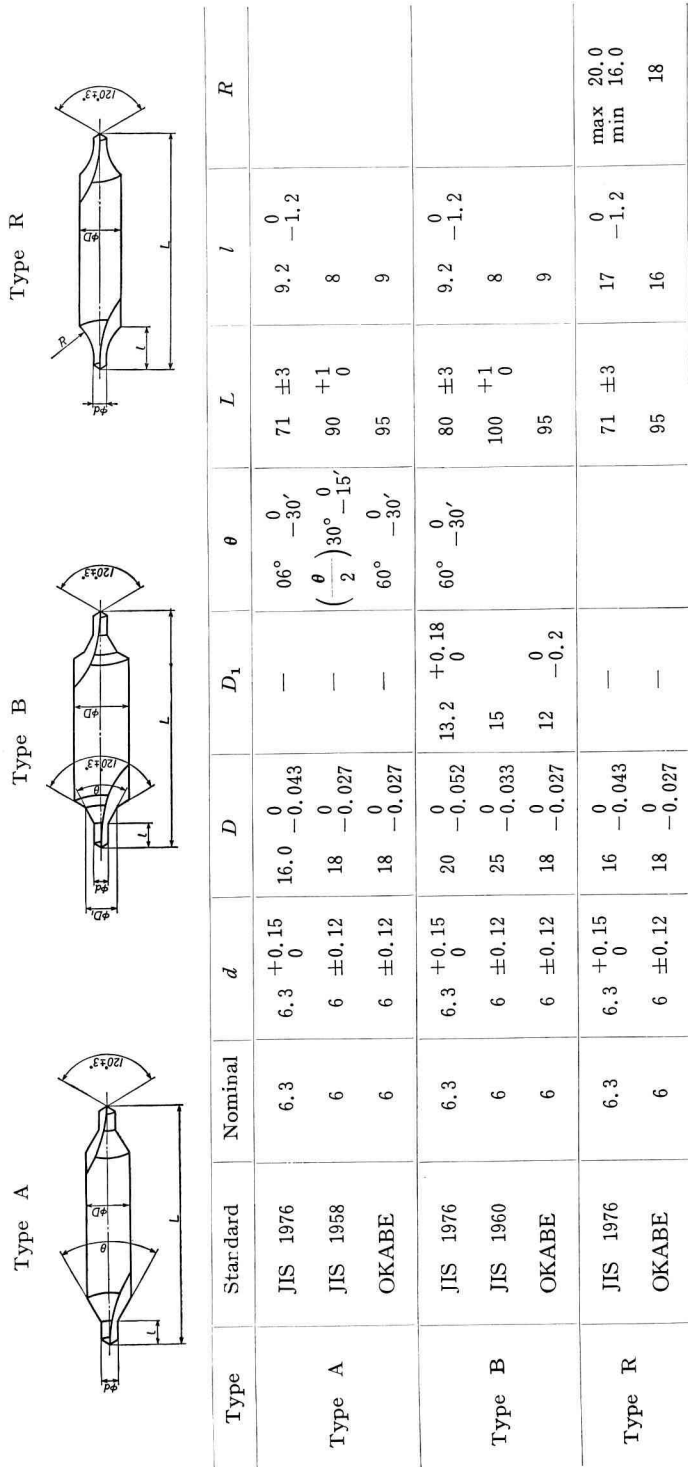 Type A Type B Type R
θ φD φd l L 120°±3°
φD₁ φd l θ 120°±3° φD L 120°±3°
R φd l φD L 120°±3°
Type Standard Nominal d D D₁ θ L l R
Type A
JIS 1976 6.3 6.3 +0.15 0 16.0 0 −0.043 — 06° 0 −30′ 71 ±3 9.2 0 −1.2
JIS 1958 6 6 ±0.12 18 0 −0.027 — (θ/2)30° 0 −15′ 90 +1 0 8
OKABE 6 6 ±0.12 18 0 −0.027 — 60° 0 −30′ 95 9
Type B
JIS 1976 6.3 6.3 +0.15 0 20 0 −0.052 13.2 +0.18 0 60° 0 −30′ 80 ±3 9.2 0 −1.2
JIS 1960 6 6 ±0.12 25 0 −0.033 15 100 +1 0 8
OKABE 6 6 ±0.12 18 0 −0.027 12 0 −0.2 95 9
Type R
JIS 1976 6.3 6.3 +0.15 0 16 0 −0.043 — 71 ±3 17 0 −1.2 max 20.0 min 16.0
OKABE 6 6 ±0.12 18 0 −0.027 — 95 16 18